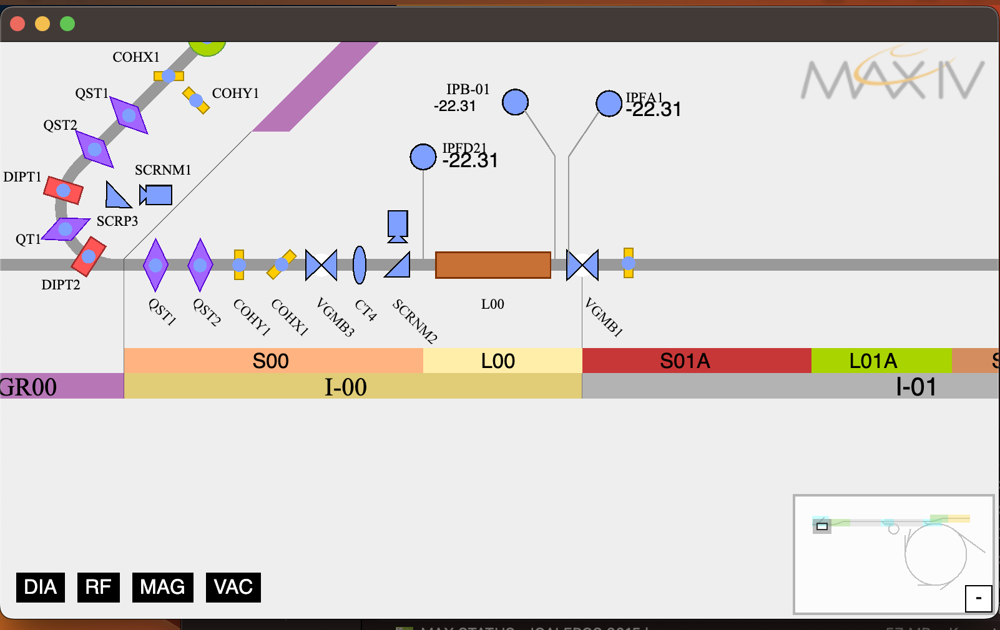 MAX IV
COHX1
COHY1
QST1
QST2
DIPT1
SCRNM1
SCRP3
QT1
DIPT2
IPB-01
-22.31
IPFA1
-22.31
IPFD21
-22.31
QST1
QST2
COHY1
COHX1
VGMB3
CT4
SCRNM2
L00
VGMB1
S00
L00
S01A
L01A
S
GR00
I-00
I-01
DIA
RF
MAG
VAC
-